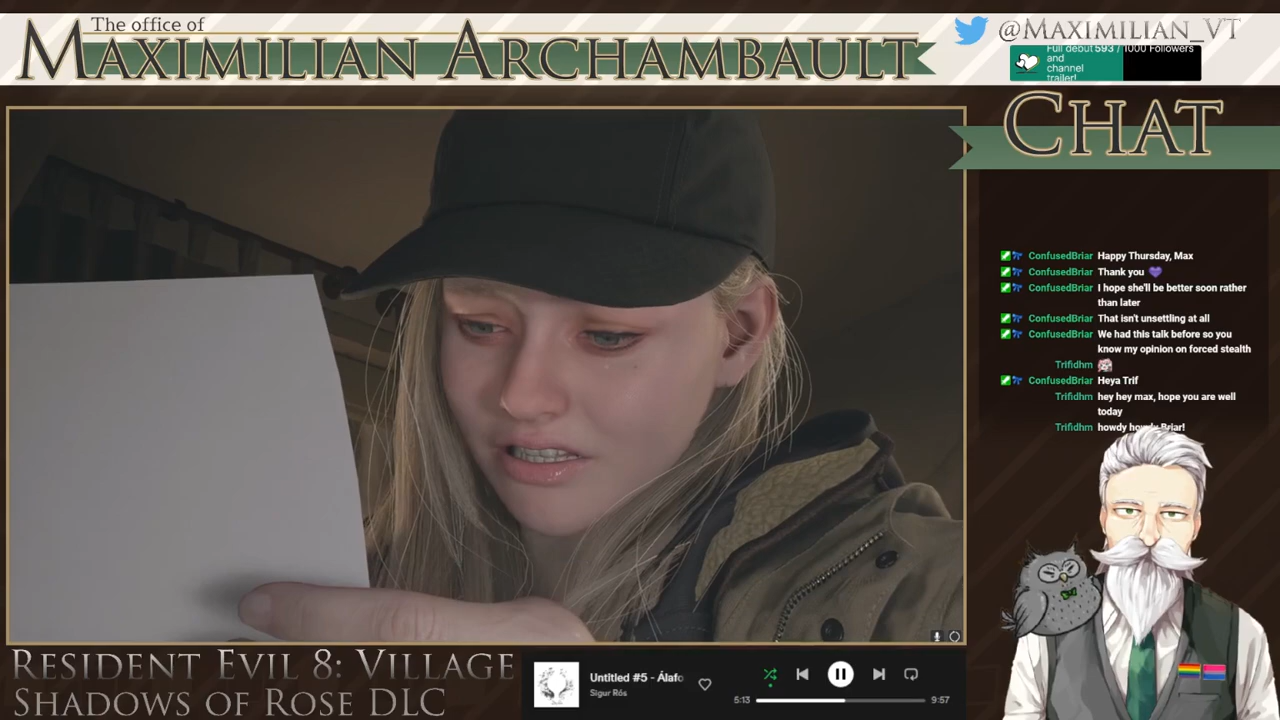 The office of
Maximilian Archambault
@Maximilian_VT
Full debut 593 / 1000 Followers
and
channel
trailer!
Chat
ConfusedBriar Happy Thursday, Max
ConfusedBriar Thank you 💜
ConfusedBriar I hope she'll be better soon rather
than later
ConfusedBriar That isn't unsettling at all
ConfusedBriar We had this talk before so you
know my opinion on forced stealth
Trifidhm
ConfusedBriar Heya Trif
Trifidhm hey hey max, hope you are well
today
Trifidhm howdy howdy Briar!
Resident Evil 8: Village
Shadows of Rose DLC
Untitled #5 - Álafo
Sigur Rós
5:13
9:57